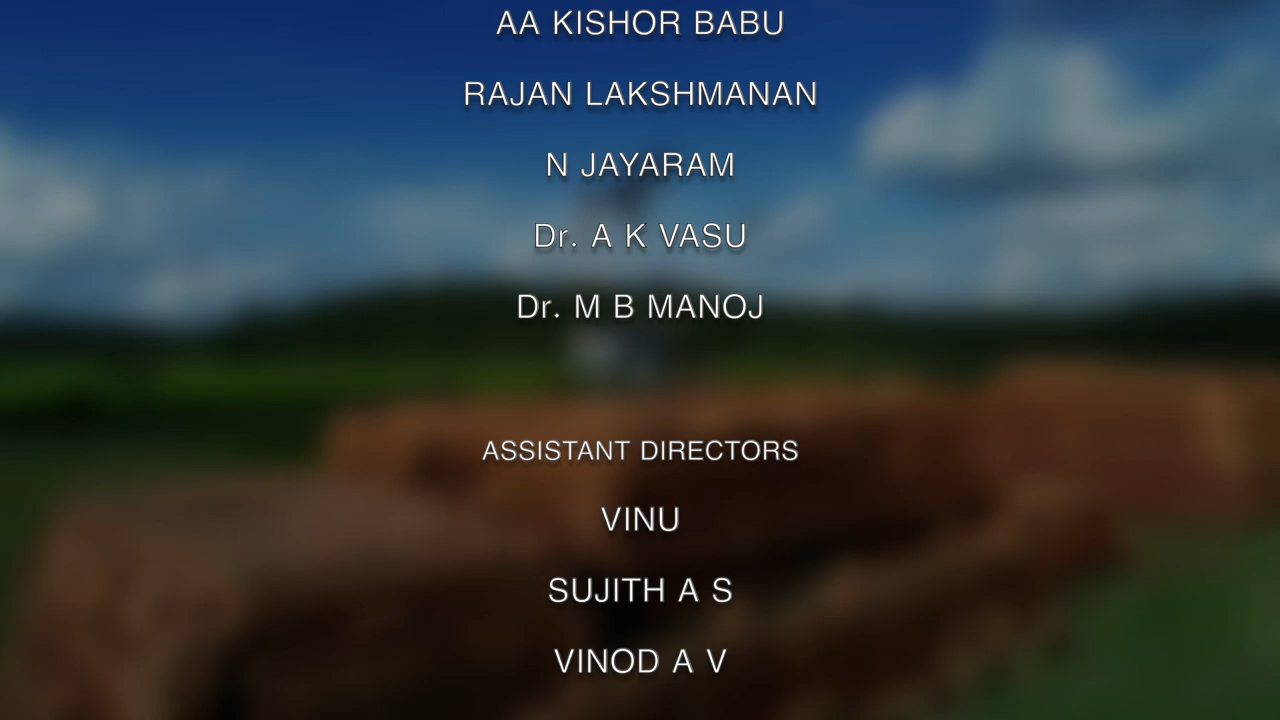 AA KISHOR BABU
RAJAN LAKSHMANAN
N JAYARAM
Dr. A K VASU
Dr. M B MANOJ
ASSISTANT DIRECTORS
VINU
SUJITH A S
VINOD A V